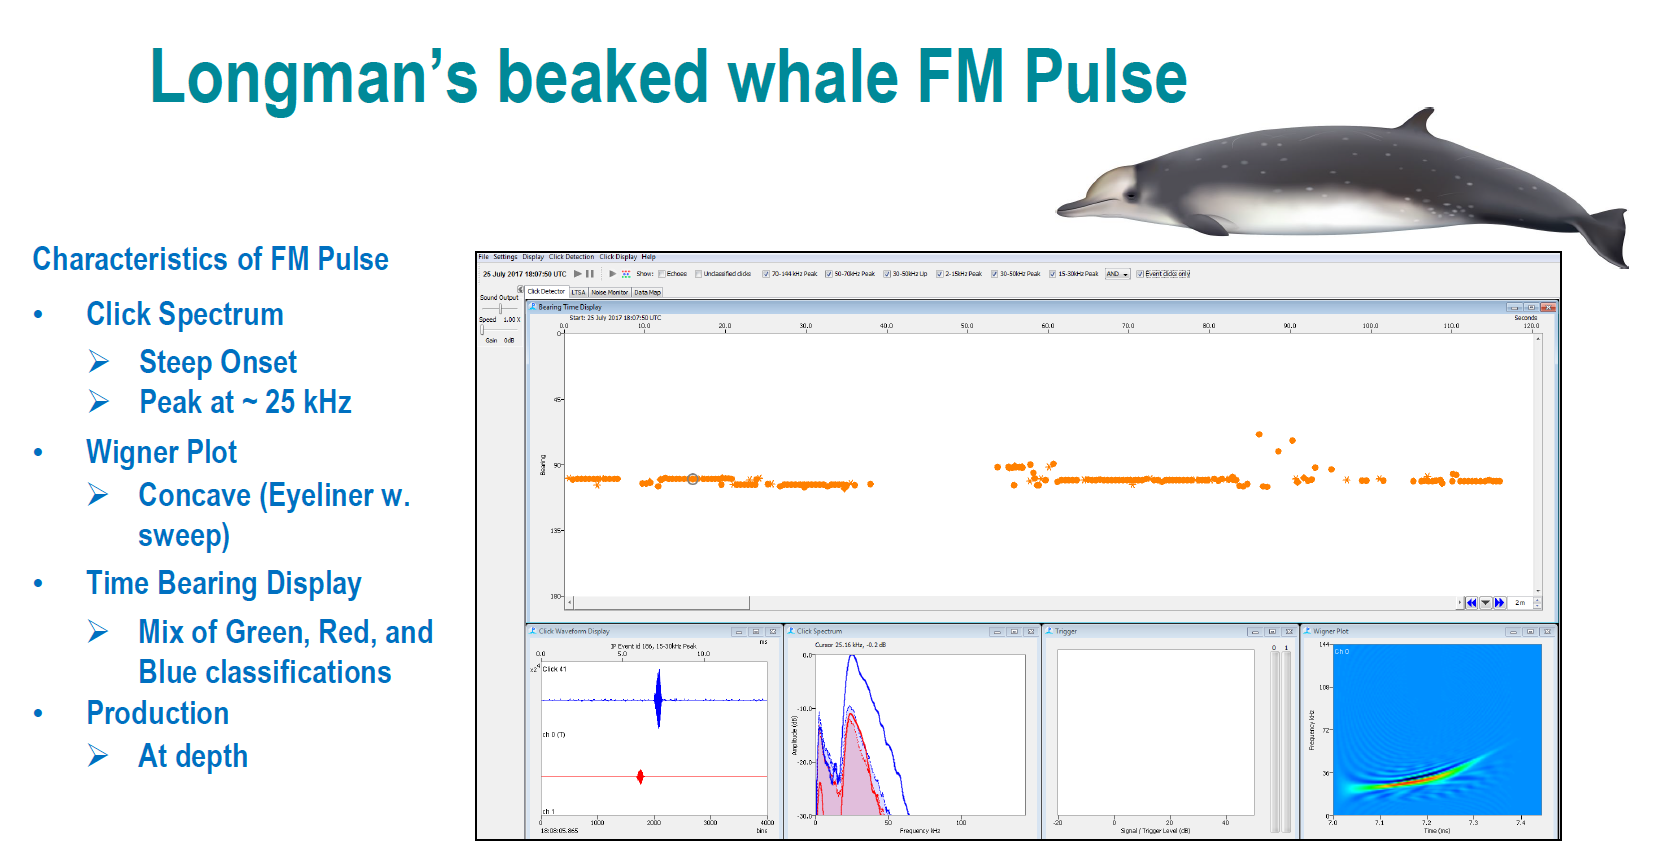 Longman's beaked whale FM Pulse
Characteristics of FM Pulse
• Click Spectrum
➢ Steep Onset
➢ Peak at ~ 25 kHz
• Wigner Plot
➢ Concave (Eyeliner w.
sweep)
• Time Bearing Display
➢ Mix of Green, Red, and
Blue classifications
• Production
➢ At depth
File Settings Display Click Detection Click Display Help
25 July 2017 18:07:50 UTC Show: Echoes Unclassified clicks 70-144 kHz Peak 50-70kHz Peak 30-50kHz Up 2-15kHz Peak 30-50kHz Peak 15-30kHz Peak AND Event clicks only
Click Detector LTSA Noise Monitor Data Map
Sound Output
Speed 1.00 X
Gain 0dB
Bearing Time Display
Start: 25 July 2017 18:07:50 UTC Seconds
0.0 10.0 20.0 30.0 40.0 50.0 60.0 70.0 80.0 90.0 100.0 110.0 120.0
0
45
90
135
180
Bearing
2m
Click Waveform Display
ms
IP Event id 186, 15-30kHz Peak
0.0 5.0 10.0
x2^4
Click 41
ch 0 (T)
ch 1
0 1000 2000 3000 4000
18:08:05.865 bins
Click Spectrum
Cursor 25.16 kHz, -0.2 dB
0.0
-10.0
-20.0
-30.0
Amplitude (dB)
0 50 100
Frequency kHz
Trigger
0 1
-20 0 20 40
Signal / Trigger Level (dB)
Wigner Plot
Ch 0
144
108
72
36
0
Frequency kHz
7.0 7.1 7.2 7.3 7.4
Time (ms)